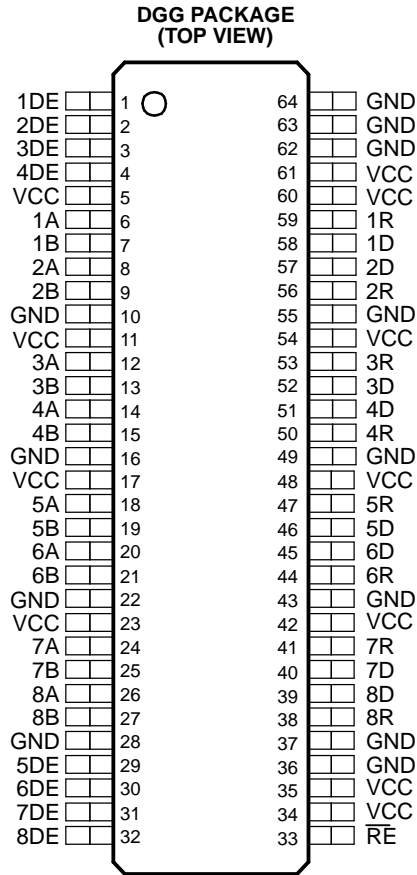 DGG PACKAGE
(TOP VIEW)
1DE 1 64 GND
2DE 2 63 GND
3DE 3 62 GND
4DE 4 61 VCC
VCC 5 60 VCC
1A 6 59 1R
1B 7 58 1D
2A 8 57 2D
2B 9 56 2R
GND 10 55 GND
VCC 11 54 VCC
3A 12 53 3R
3B 13 52 3D
4A 14 51 4D
4B 15 50 4R
GND 16 49 GND
VCC 17 48 VCC
5A 18 47 5R
5B 19 46 5D
6A 20 45 6D
6B 21 44 6R
GND 22 43 GND
VCC 23 42 VCC
7A 24 41 7R
7B 25 40 7D
8A 26 39 8D
8B 27 38 8R
GND 28 37 GND
5DE 29 36 GND
6DE 30 35 VCC
7DE 31 34 VCC
8DE 32 33 R̅E̅